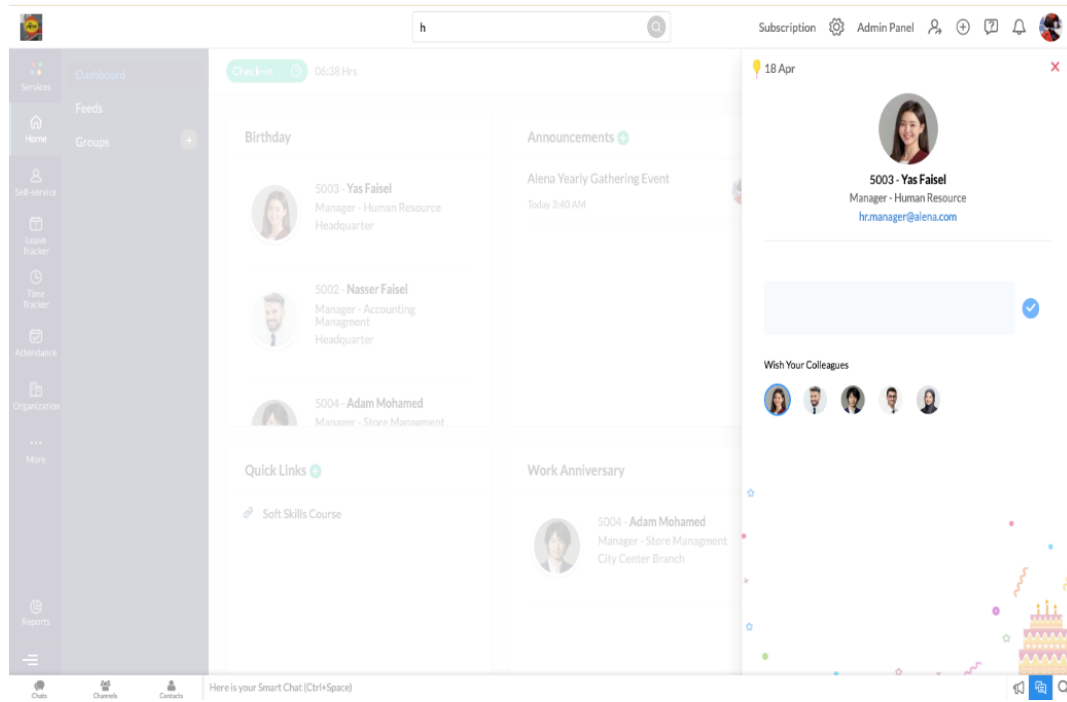 h
Subscription
Admin Panel
Services
Home
Self-service
Leave
Tracker
Time
Tracker
Attendance
Organization
More
Reports
Dashboard
Feeds
Groups
Check-in
06:38 Hrs
Birthday
5003 - Yas Faisel
Manager - Human Resource
Headquarter
5002 - Nasser Faisel
Manager - Accounting
Managment
Headquarter
5004 - Adam Mohamed
Manager - Store Managment
Announcements
Alena Yearly Gathering Event
Today 3:40 AM
Quick Links
Soft Skills Course
Work Anniversary
5004 - Adam Mohamed
Manager - Store Managment
City Center Branch
18 Apr
5003 - Yas Faisel
Manager - Human Resource
hr.manager@alena.com
Wish Your Colleagues
Chats
Channels
Contacts
Here is your Smart Chat (Ctrl+Space)